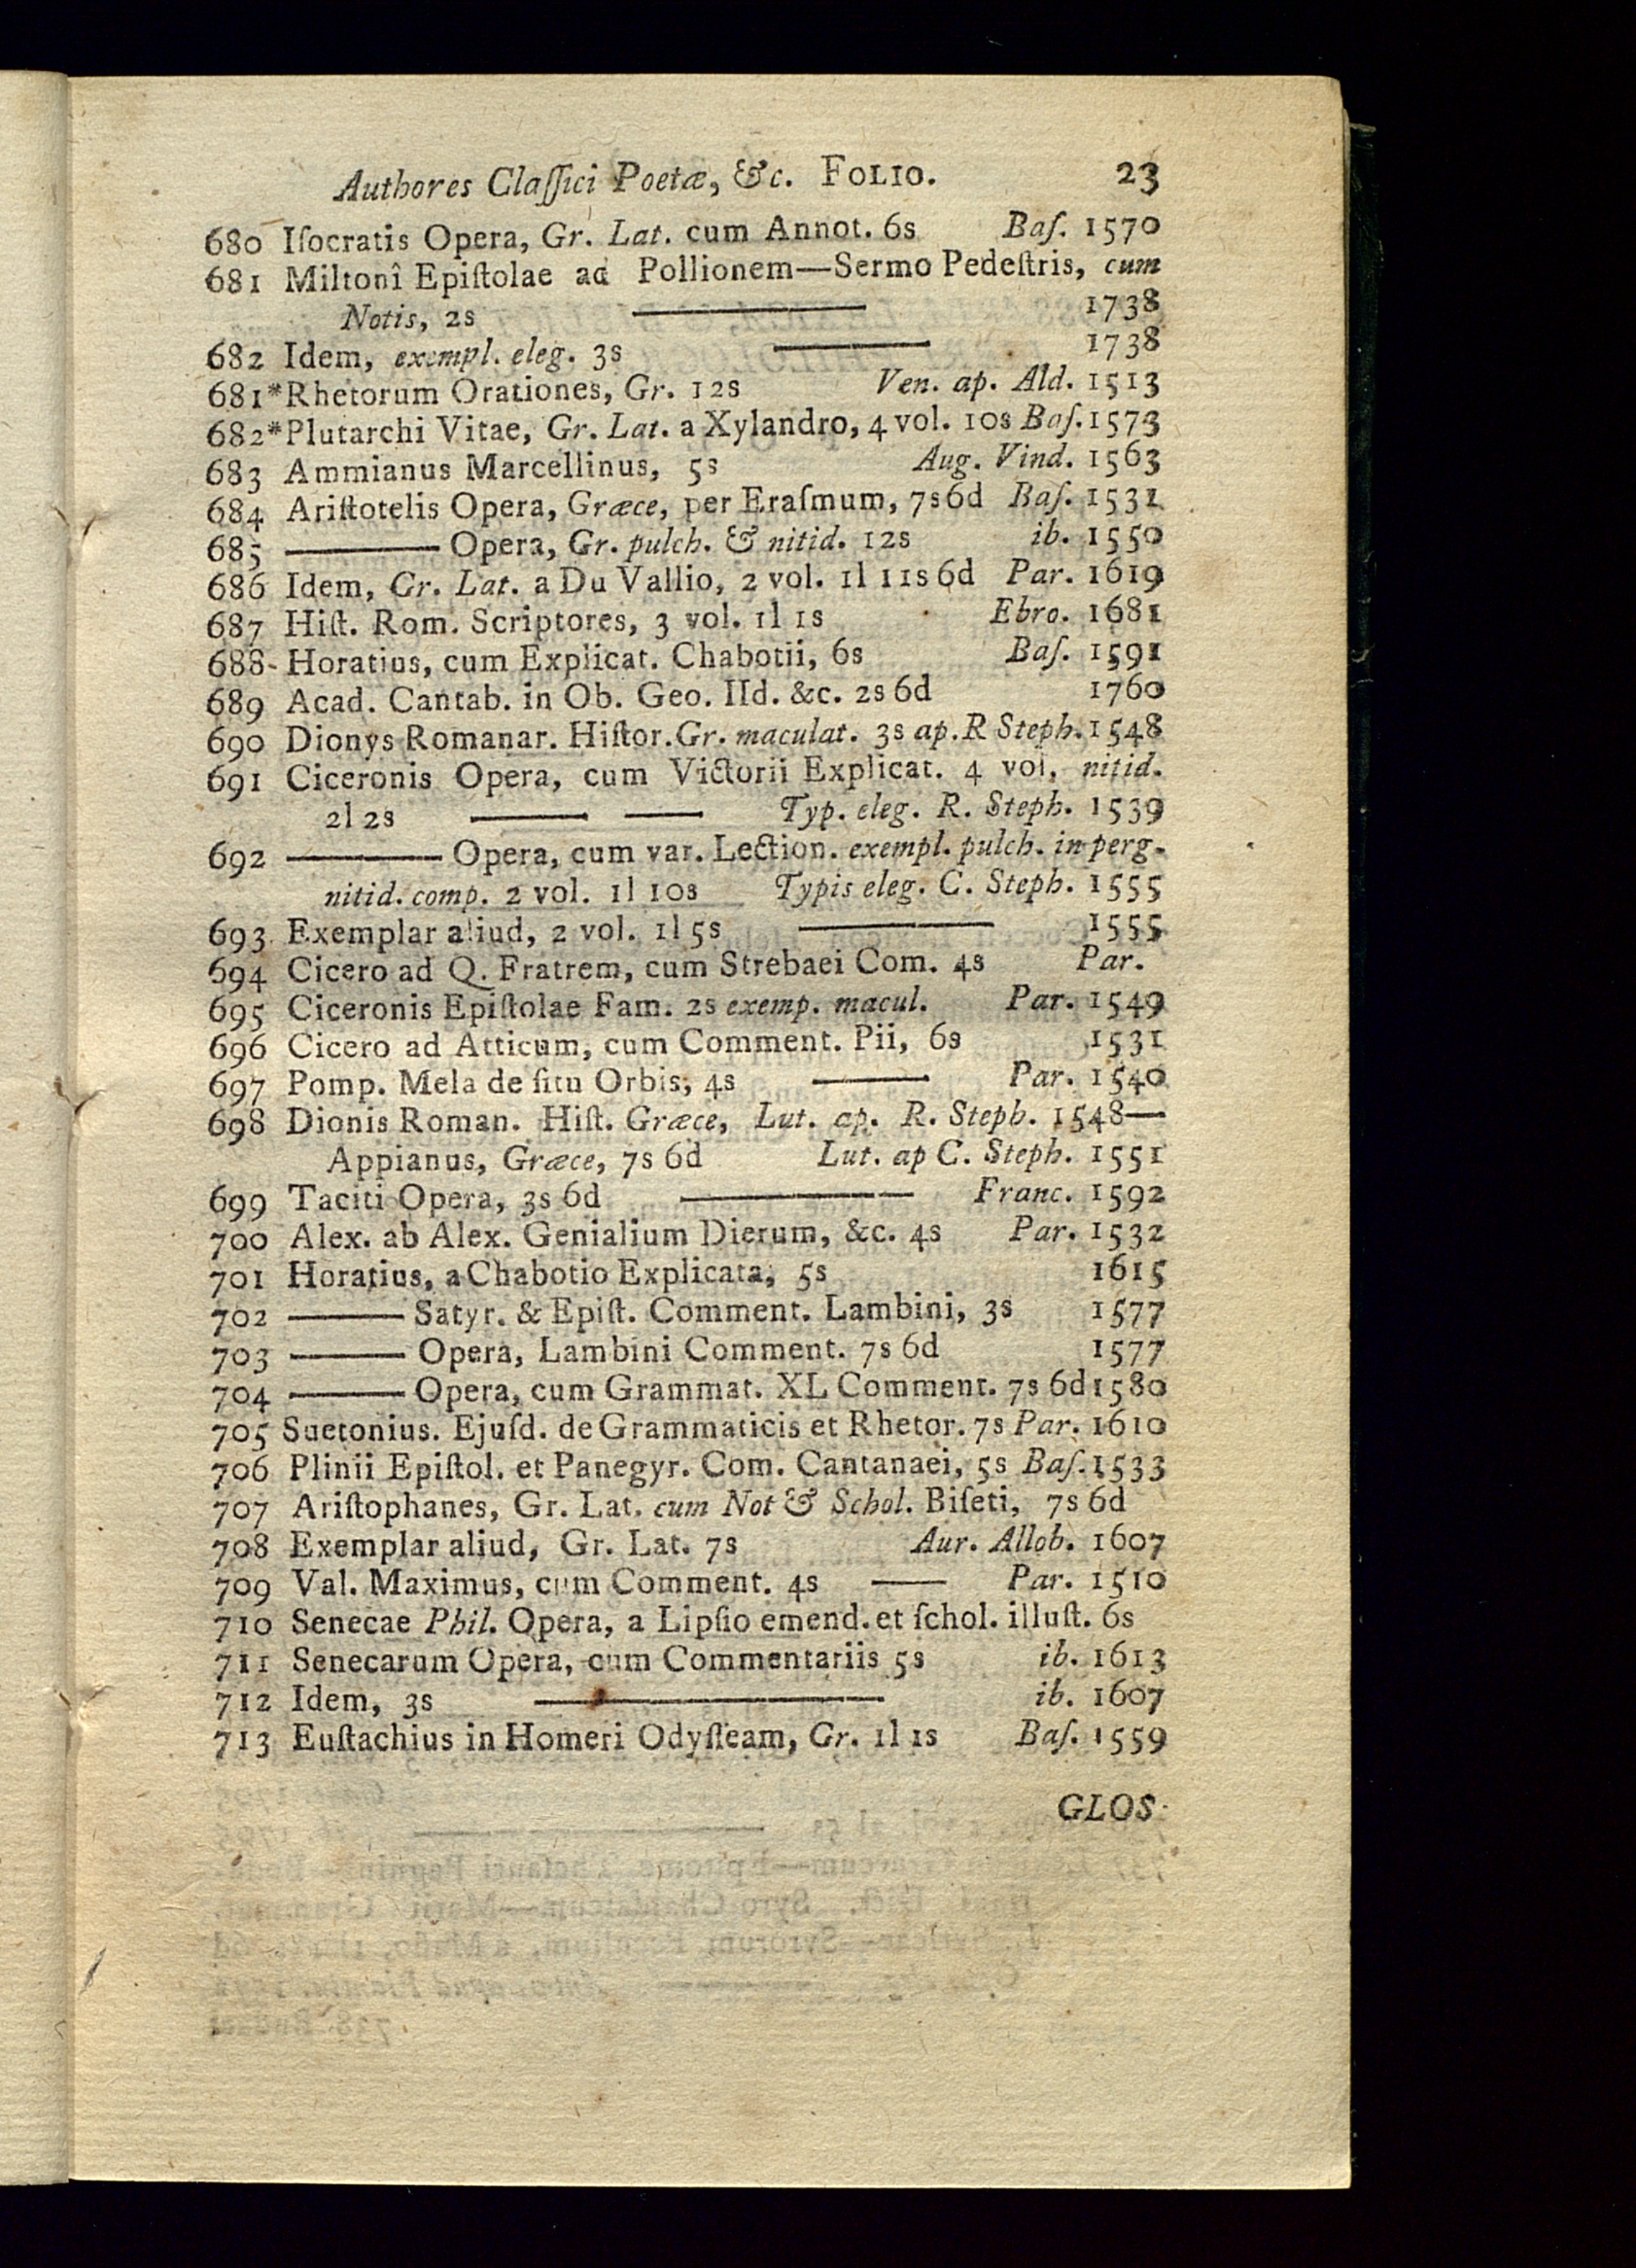 Authores Claſſici Poetæ, &c. FOLIO. 23
680 Iſocratis Opera, Gr. Lat. cum Annot. 6s Baſ. 1570
681 Miltonî Epiſtolae ad Pollionem—Sermo Pedeſtris, cum
Notis, 2s ——— 1738
682 Idem, exempl. eleg. 3s ——— 1738
681*Rhetorum Orationes, Gr. 12s Ven. ap. Ald. 1513
682*Plutarchi Vitae, Gr. Lat. a Xylandro, 4 vol. 10s Baſ. 1573
683 Ammianus Marcellinus, 5s Aug. Vind. 1563
684 Ariſtotelis Opera, Græce, per Eraſmum, 7s 6d Baſ. 1531
685 ——— Opera, Gr. pulch. & nitid. 12s ib. 1550
686 Idem, Gr. Lat. a Du Vallio, 2 vol. 1l 11s 6d Par. 1619
687 Hiſt. Rom. Scriptores, 3 vol. 1l 1s Ebro. 1681
688- Horatius, cum Explicat. Chabotii, 6s Baſ. 1591
689 Acad. Cantab. in Ob. Geo. IId. &c. 2s 6d 1760
690 Dionys Romanar. Hiſtor. Gr. maculat. 3s ap. R Steph. 1548
691 Ciceronis Opera, cum Victorii Explicat. 4 vol, nitid.
2l 2s ——— —— Typ. eleg. R. Steph. 1539
692 ——— Opera, cum var. Lection. exempl. pulch. in perg.
nitid. comp. 2 vol. 1l 10s Typis eleg. C. Steph. 1555
693 Exemplar aliud, 2 vol. 1l 5s ——— 1555
694 Cicero ad Q. Fratrem, cum Strebaei Com. 4s Par.
695 Ciceronis Epiſtolae Fam. 2s exemp. macul. Par. 1549
696 Cicero ad Atticum, cum Comment. Pii, 6s 1531
697 Pomp. Mela de ſitu Orbis, 4s ——— Par. 1540
698 Dionis Roman. Hiſt. Græce, Lut. ap. R. Steph. 1548—
Appianus, Græce, 7s 6d Lut. ap C. Steph. 1551
699 Taciti Opera, 3s 6d ——— Franc. 1592
700 Alex. ab Alex. Genialium Dierum, &c. 4s Par. 1532
701 Horatius, a Chabotio Explicata, 5s 1615
702 ——— Satyr. & Epiſt. Comment. Lambini, 3s 1577
703 ——— Opera, Lambini Comment. 7s 6d 1577
704 ——— Opera, cum Grammat. XL Comment. 7s 6d 1580
705 Suetonius. Ejuſd. de Grammaticis et Rhetor. 7s Par. 1610
706 Plinii Epiſtol. et Panegyr. Com. Cantanaei, 5s Baſ. 1533
707 Ariſtophanes, Gr. Lat. cum Not & Schol. Biſeti, 7s 6d
708 Exemplar aliud, Gr. Lat. 7s Aur. Allob. 1607
709 Val. Maximus, cum Comment. 4s —— Par. 1510
710 Senecae Phil. Opera, a Lipſio emend. et ſchol. illuſt. 6s
711 Senecarum Opera, cum Commentariis 5s ib. 1613
712 Idem, 3s ——— ib. 1607
713 Euſtachius in Homeri Odyſſeam, Gr. 1l 1s Baſ. 1559
GLOS-